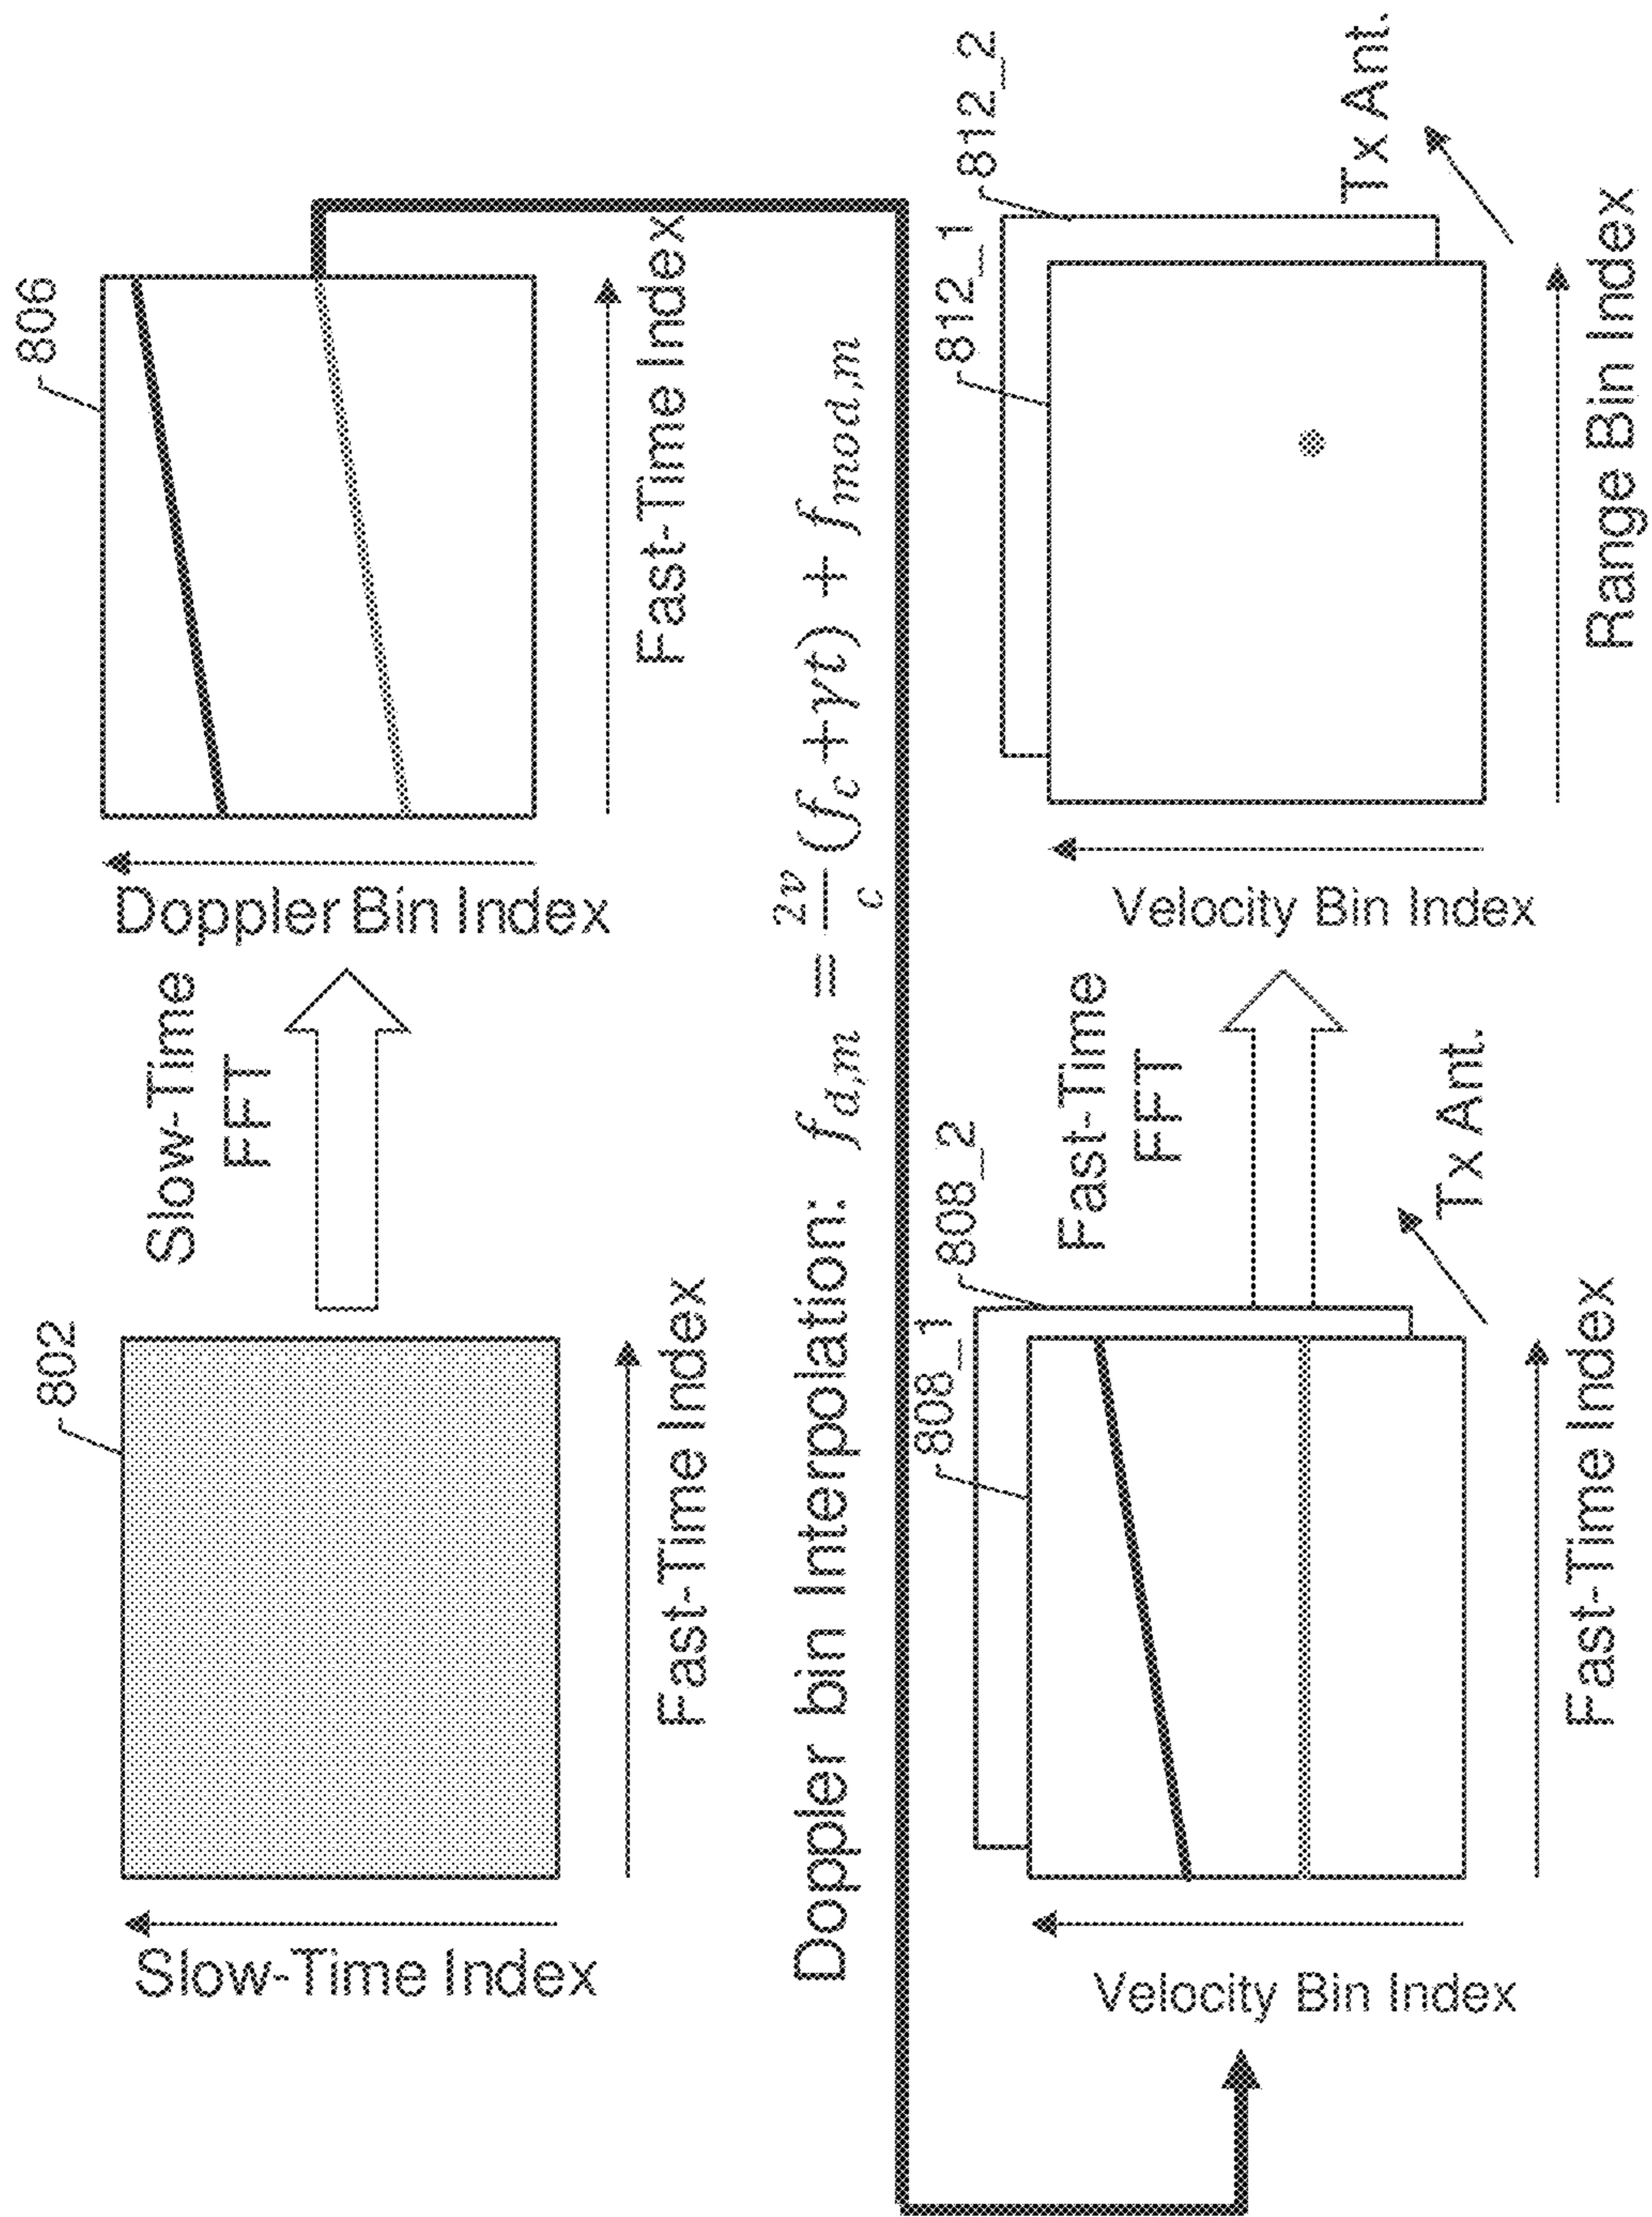 802
Slow-Time Index
Fast-Time Index
Slow-Time
FFT
806
Doppler Bin Index
Fast-Time Index
Doppler bin Interpolation: f_{d,m} = \frac{2v}{c}(f_c+γt) + f_{mod,m}
808_1
808_2
Velocity Bin Index
Fast-Time Index
Tx Ant.
Fast-Time
FFT
812_1
812_2
Velocity Bin Index
Range Bin Index
Tx Ant.